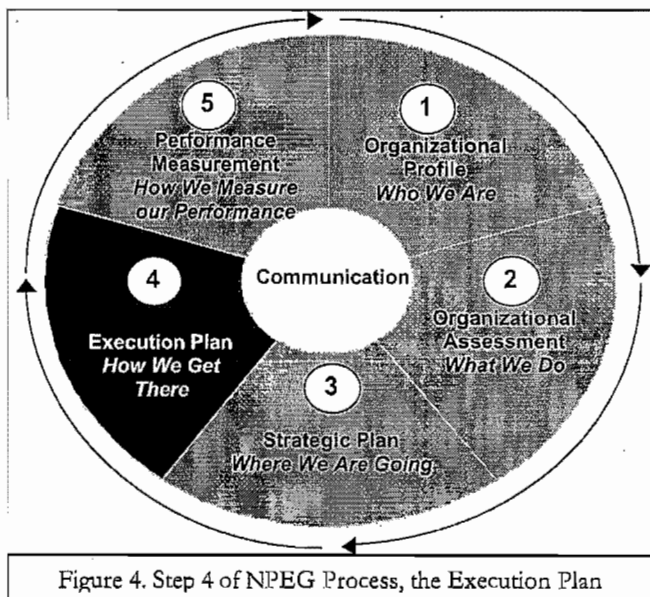 5
Performance
Measurement
How We Measure
our Performance
1
Organizational
Profile
Who We Are
Communication
2
Organizational
Assessment
What We Do
3
Strategic Plan
Where We Are Going
4
Execution Plan
How We Get
There
Figure 4. Step 4 of NPEG Process, the Execution Plan